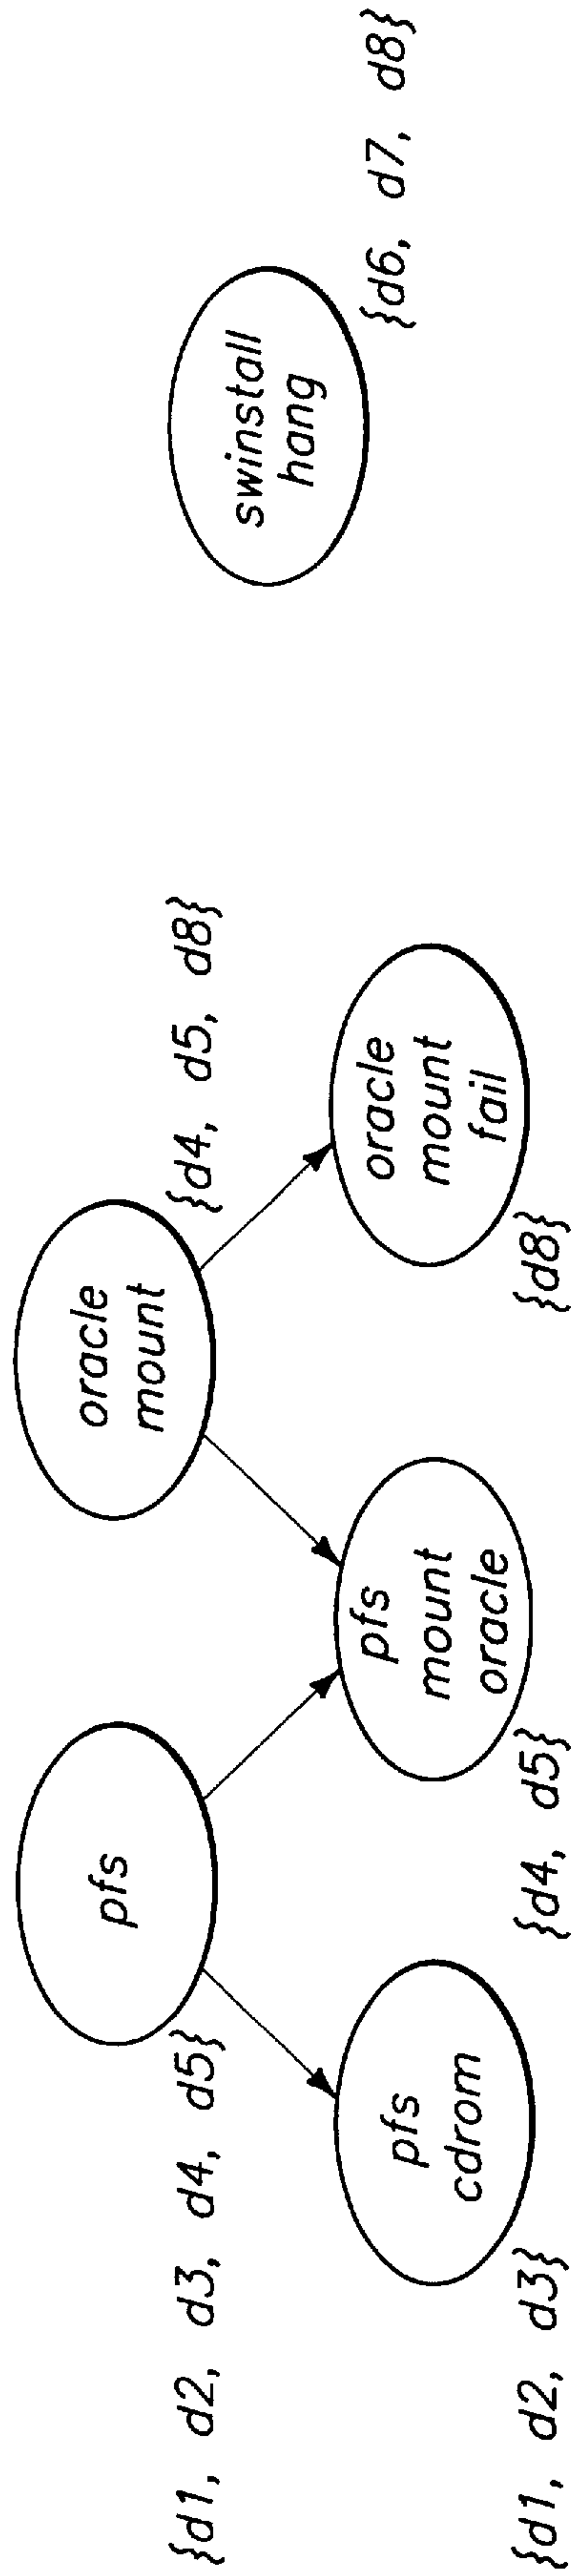 pfs
{d1, d2, d3, d4, d5}
oracle
mount
{d4, d5, d8}
swinstall
hang
{d6, d7, d8}
pfs
cdrom
{d1, d2, d3}
pfs
mount
oracle
{d4, d5}
oracle
mount
fail
{d8}